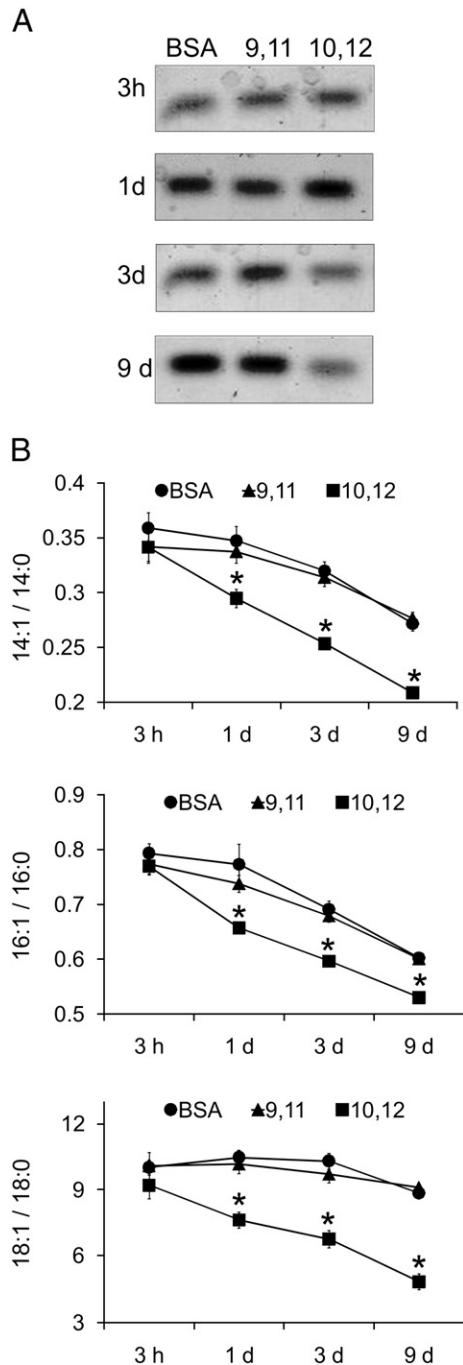 A
BSA 9,11 10,12
3h
1d
3d
9 d
B
BSA 9,11 10,12
14:1 / 14:0
0.4
0.35
0.3
0.25
0.2
* * *
3 h 1 d 3 d 9 d
BSA 9,11 10,12
16:1 / 16:0
0.9
0.8
0.7
0.6
0.5
* * *
3 h 1 d 3 d 9 d
BSA 9,11 10,12
18:1 / 18:0
12
9
6
3
* * *
3 h 1 d 3 d 9 d